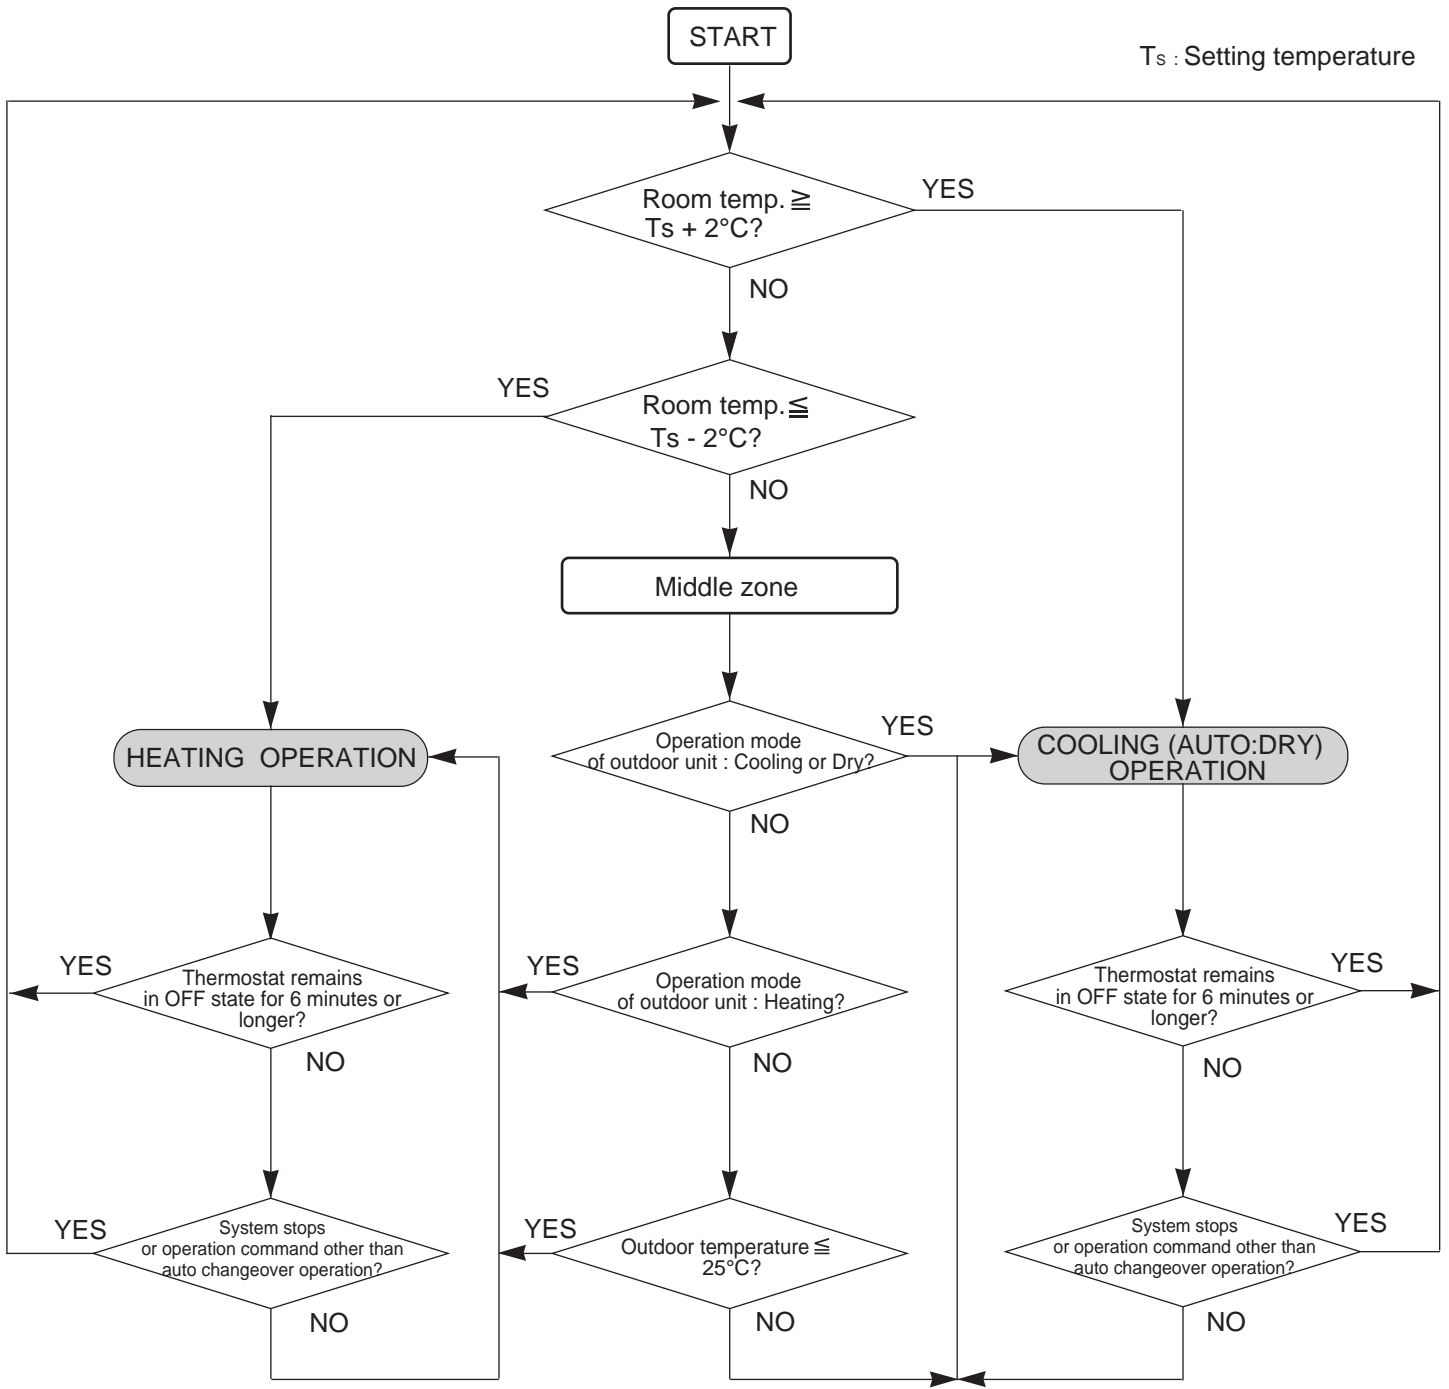 START
Ts : Setting temperature
Room temp.≧
Ts + 2°C?
YES
NO
Room temp.≦
Ts - 2°C?
YES
NO
Middle zone
Operation mode
of outdoor unit : Cooling or Dry?
YES
NO
HEATING OPERATION
COOLING (AUTO:DRY)
OPERATION
YES
Thermostat remains
in OFF state for 6 minutes or
longer?
NO
YES
Operation mode
of outdoor unit : Heating?
NO
Thermostat remains
in OFF state for 6 minutes or
longer?
YES
NO
YES
System stops
or operation command other than
auto changeover operation?
NO
YES
Outdoor temperature ≦
25°C?
NO
System stops
or operation command other than
auto changeover operation?
YES
NO